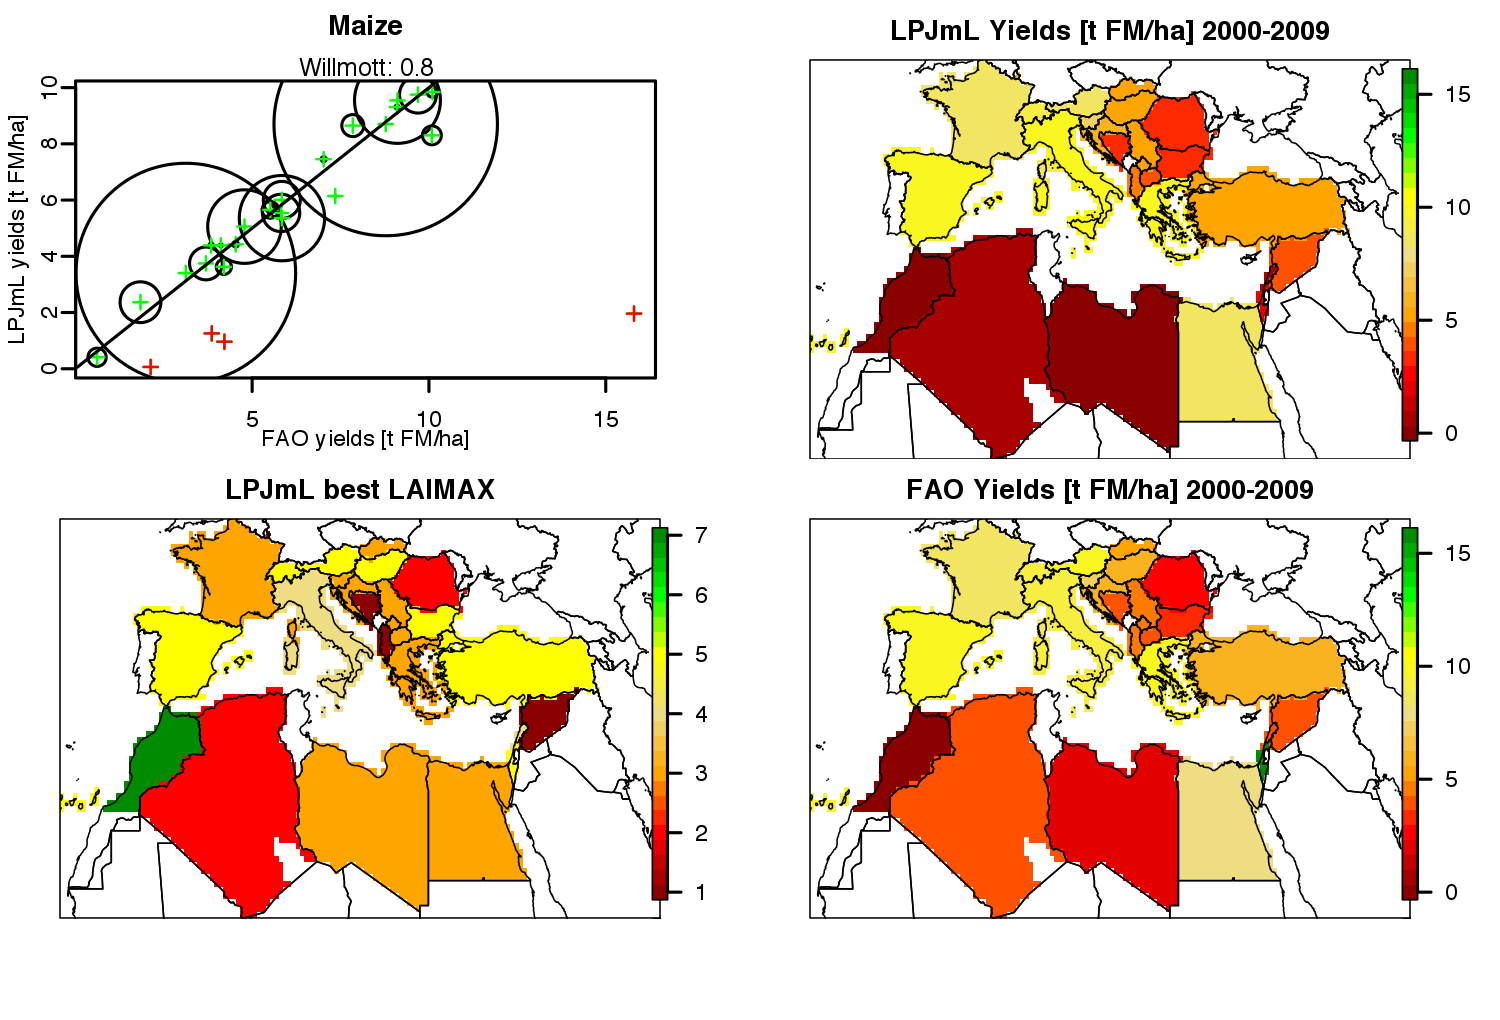 Maize
Willmott: 0.8
LPJmL yields [t FM/ha]
0 2 4 6 8 10
5 10 15
FAO yields [t FM/ha]
LPJmL Yields [t FM/ha] 2000-2009
15
10
5
0
LPJmL best LAIMAX
7
6
5
4
3
2
1
FAO Yields [t FM/ha] 2000-2009
15
10
5
0